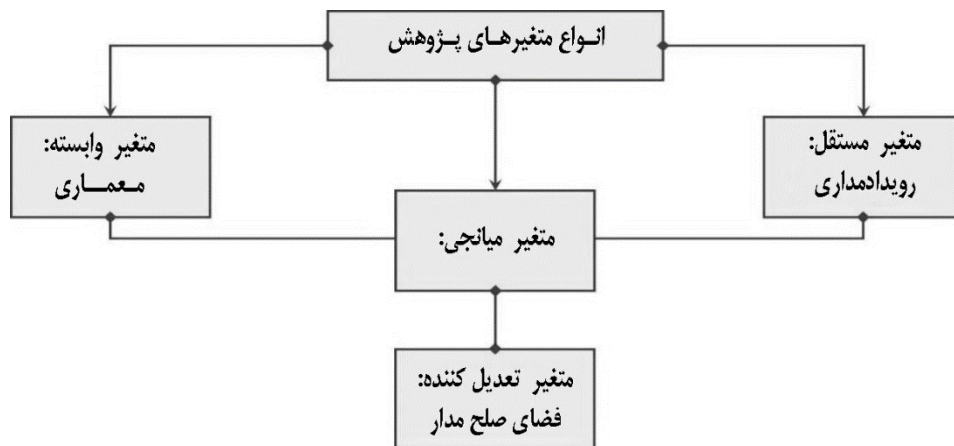 انواع متغیرهای پژوهش
متغیر مستقل:
رویدادمداری
متغیر وابسته:
معماری
متغیر میانجی:
متغیر تعدیل کننده:
فضای صلح مدار